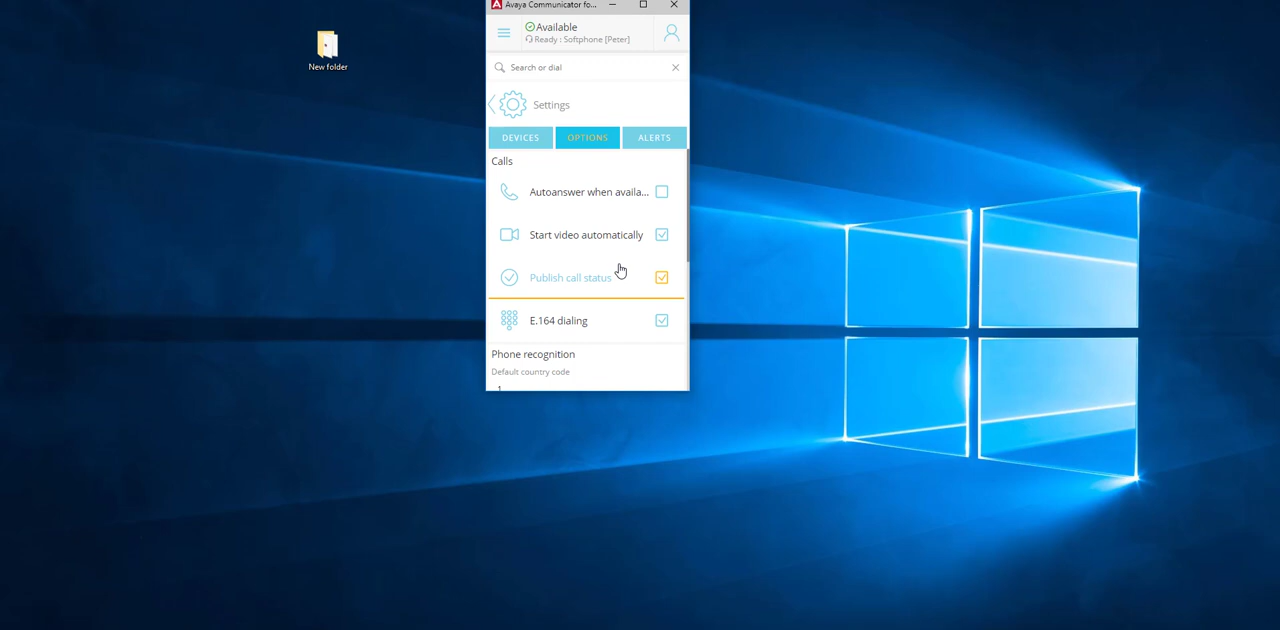 Avaya Communicator fo...
Available
Ready : Softphone [Peter]
New folder
Search or dial
Settings
DEVICES OPTIONS ALERTS
Calls
Autoanswer when availa...
Start video automatically
Publish call status
E.164 dialing
Phone recognition
Default country code
1